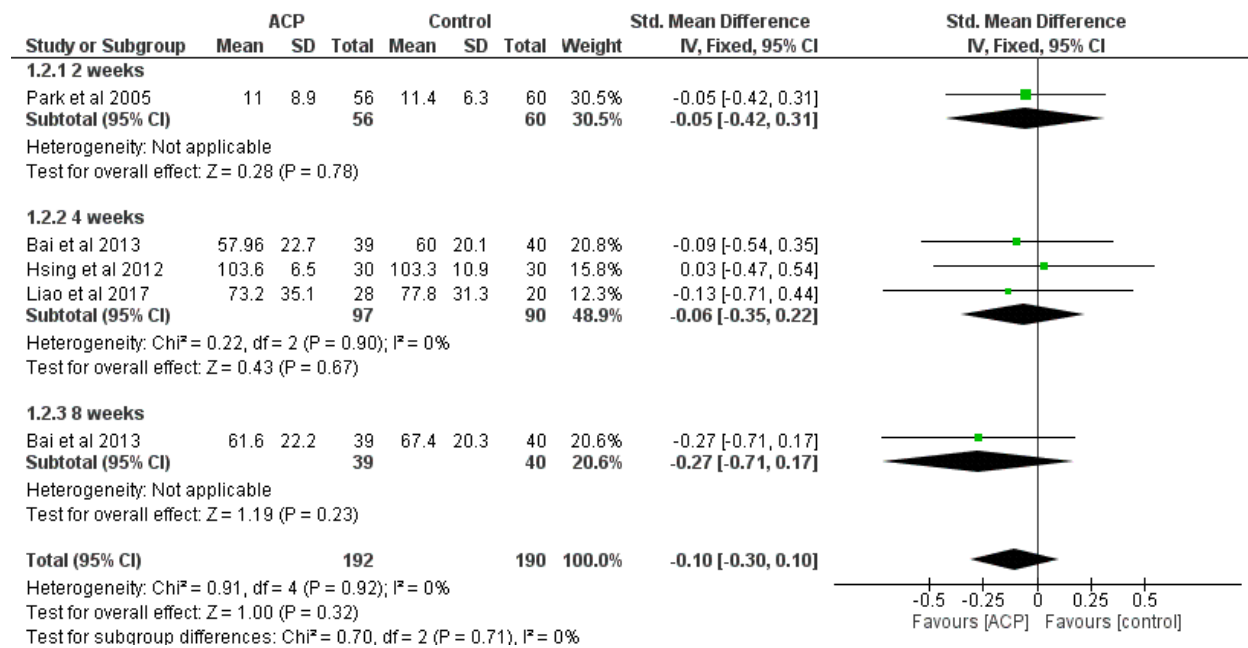 ACP Control Std. Mean Difference Std. Mean Difference
Study or Subgroup Mean SD Total Mean SD Total Weight IV, Fixed, 95% CI IV, Fixed, 95% CI
1.2.1 2 weeks
Park et al 2005 11 8.9 56 11.4 6.3 60 30.5% -0.05 [-0.42, 0.31]
Subtotal (95% CI) 56 60 30.5% -0.05 [-0.42, 0.31]
Heterogeneity: Not applicable
Test for overall effect: Z = 0.28 (P = 0.78)
1.2.2 4 weeks
Bai et al 2013 57.96 22.7 39 60 20.1 40 20.8% -0.09 [-0.54, 0.35]
Hsing et al 2012 103.6 6.5 30 103.3 10.9 30 15.8% 0.03 [-0.47, 0.54]
Liao et al 2017 73.2 35.1 28 77.8 31.3 20 12.3% -0.13 [-0.71, 0.44]
Subtotal (95% CI) 97 90 48.9% -0.06 [-0.35, 0.22]
Heterogeneity: Chi² = 0.22, df = 2 (P = 0.90); I² = 0%
Test for overall effect: Z = 0.43 (P = 0.67)
1.2.3 8 weeks
Bai et al 2013 61.6 22.2 39 67.4 20.3 40 20.6% -0.27 [-0.71, 0.17]
Subtotal (95% CI) 39 40 20.6% -0.27 [-0.71, 0.17]
Heterogeneity: Not applicable
Test for overall effect: Z = 1.19 (P = 0.23)
Total (95% CI) 192 190 100.0% -0.10 [-0.30, 0.10]
Heterogeneity: Chi² = 0.91, df = 4 (P = 0.92); I² = 0%
Test for overall effect: Z = 1.00 (P = 0.32)
Test for subgroup differences: Chi² = 0.70, df = 2 (P = 0.71), I² = 0%
-0.5 -0.25 0 0.25 0.5
Favours [ACP] Favours [control]